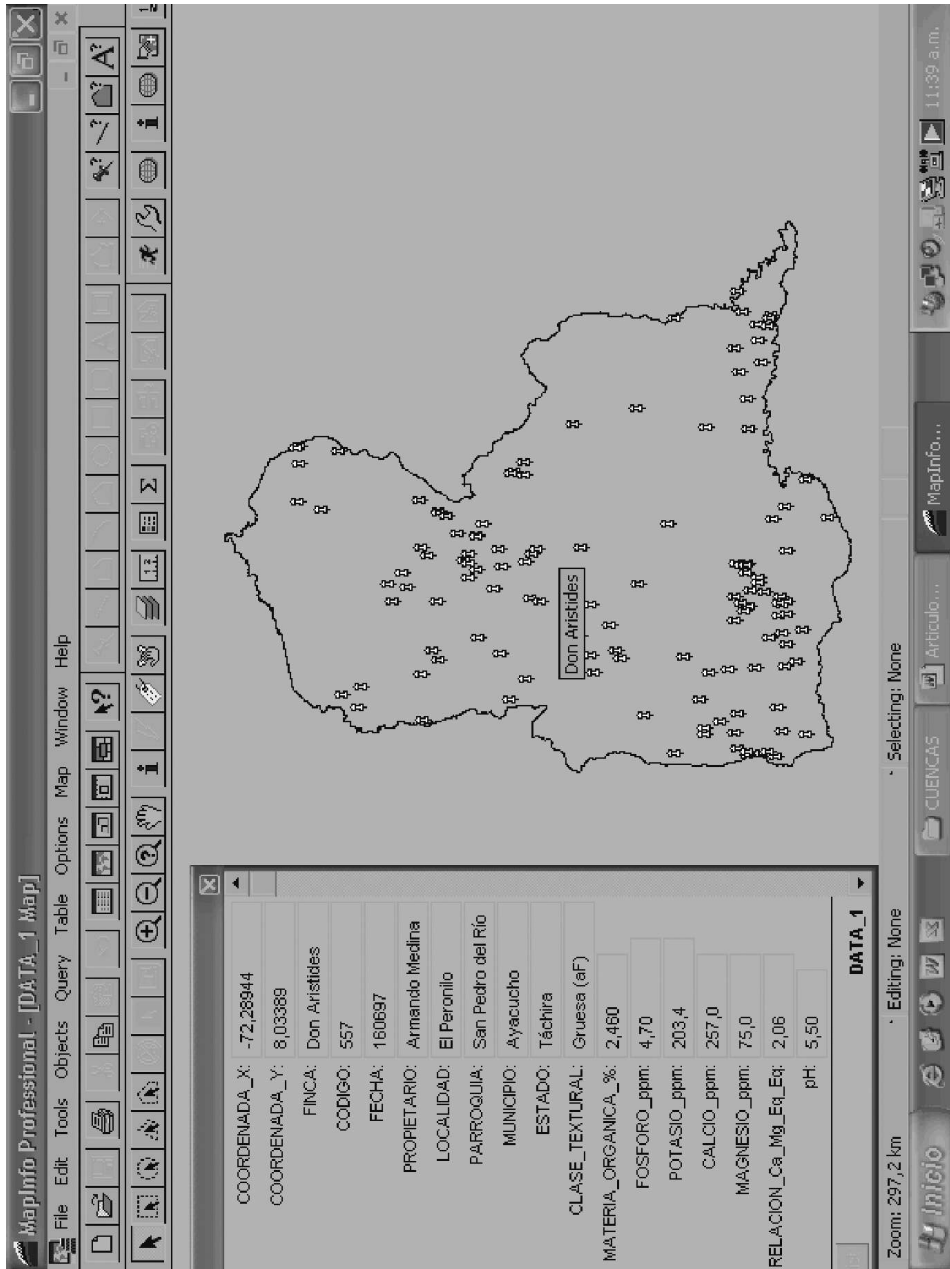 MapInfo Professional - [DATA_1 Map]
File Edit Tools Objects Query Table Options Map Window Help
COORDENADA_X: -72,28944
COORDENADA_Y: 8,03389
FINCA: Don Aristides
CODIGO: 557
FECHA: 160697
PROPIETARIO: Armando Medina
LOCALIDAD: El Peronilo
PARROQUIA: San Pedro del Río
MUNICIPIO: Ayacucho
ESTADO: Táchira
CLASE_TEXTURAL: Gruesa (aF)
MATERIA_ORGANICA_%: 2,460
FOSFORO_ppm: 4,70
POTASIO_ppm: 203,4
CALCIO_ppm: 257,0
MAGNESIO_ppm: 75,0
RELACION_Ca_Mg_Eq_Eq: 2,06
pH: 5,50
DATA_1
Don Aristides
Zoom: 297,2 km
Editing: None
Selecting: None
Inicio
CUENCAS
Articulo...
MapInfo...
11:39 a.m.